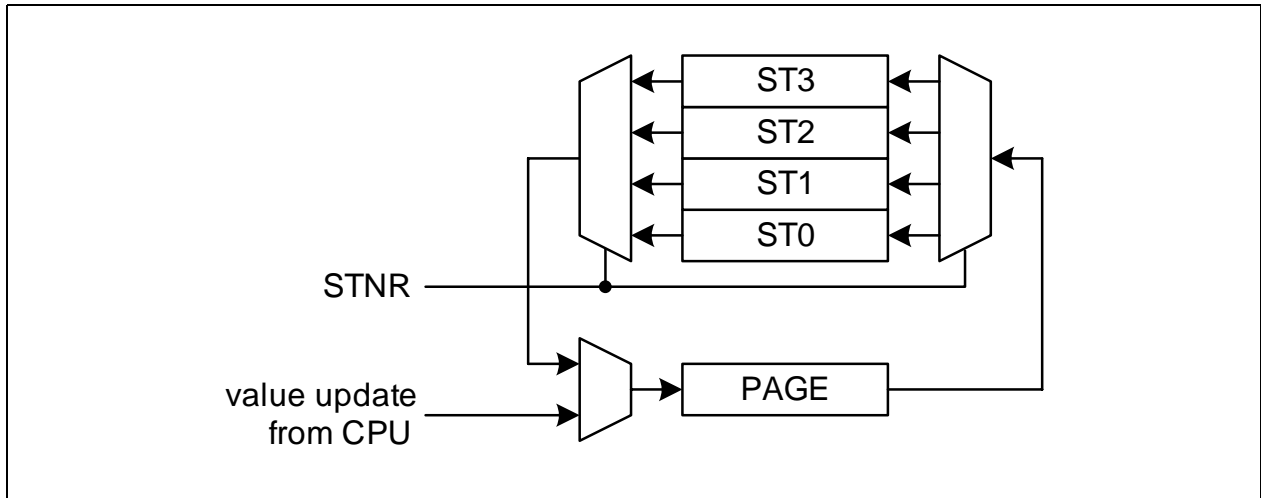 ST3
ST2
ST1
ST0
STNR
value update
from CPU
PAGE